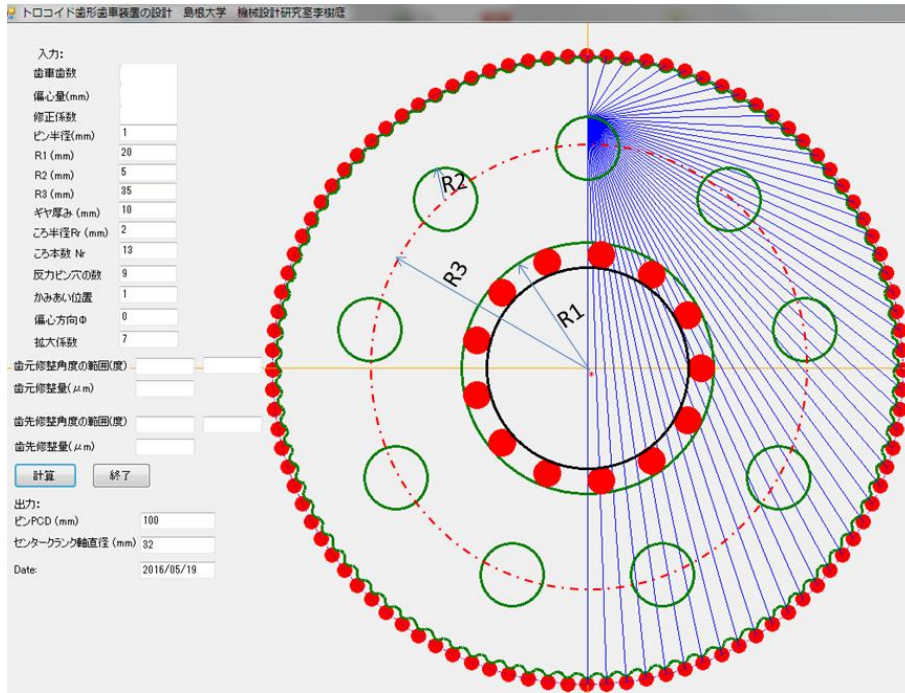 トロコイド歯形歯車装置の設計　島根大学　機械設計研究室李樹庭
入力:
歯車歯数
偏心量(mm)
修正係数
ピン半径(mm) 1
R1 (mm) 20
R2 (mm) 5
R3 (mm) 35
ギヤ厚み (mm) 10
ころ半径Rr (mm) 2
ころ本数 Nr 13
反力ピン穴の数 9
かみあい位置 1
偏心方向Φ 0
拡大係数 7
歯元修整角度の範囲(度)
歯元修整量(μm)
歯先修整角度の範囲(度)
歯先修整量(μm)
計算 終了
出力:
ピンPCD (mm) 100
センタークランク軸直径 (mm) 32
Date: 2016/05/19
R2
R3
R1